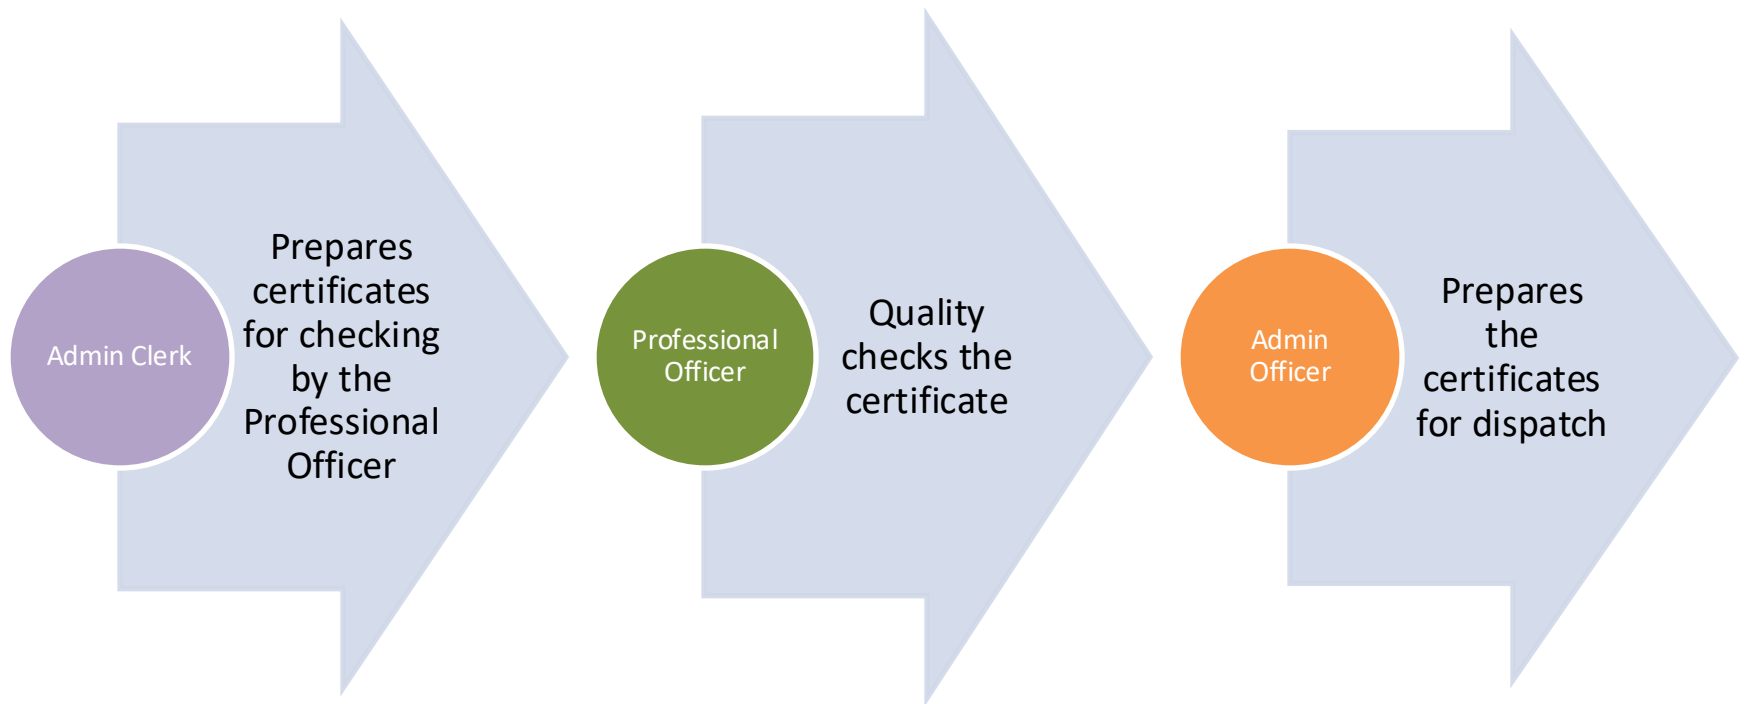 Admin Clerk
Prepares
certificates
for checking
by the
Professional
Officer
Professional
Officer
Quality
checks the
certificate
Admin
Officer
Prepares
the
certificates
for dispatch